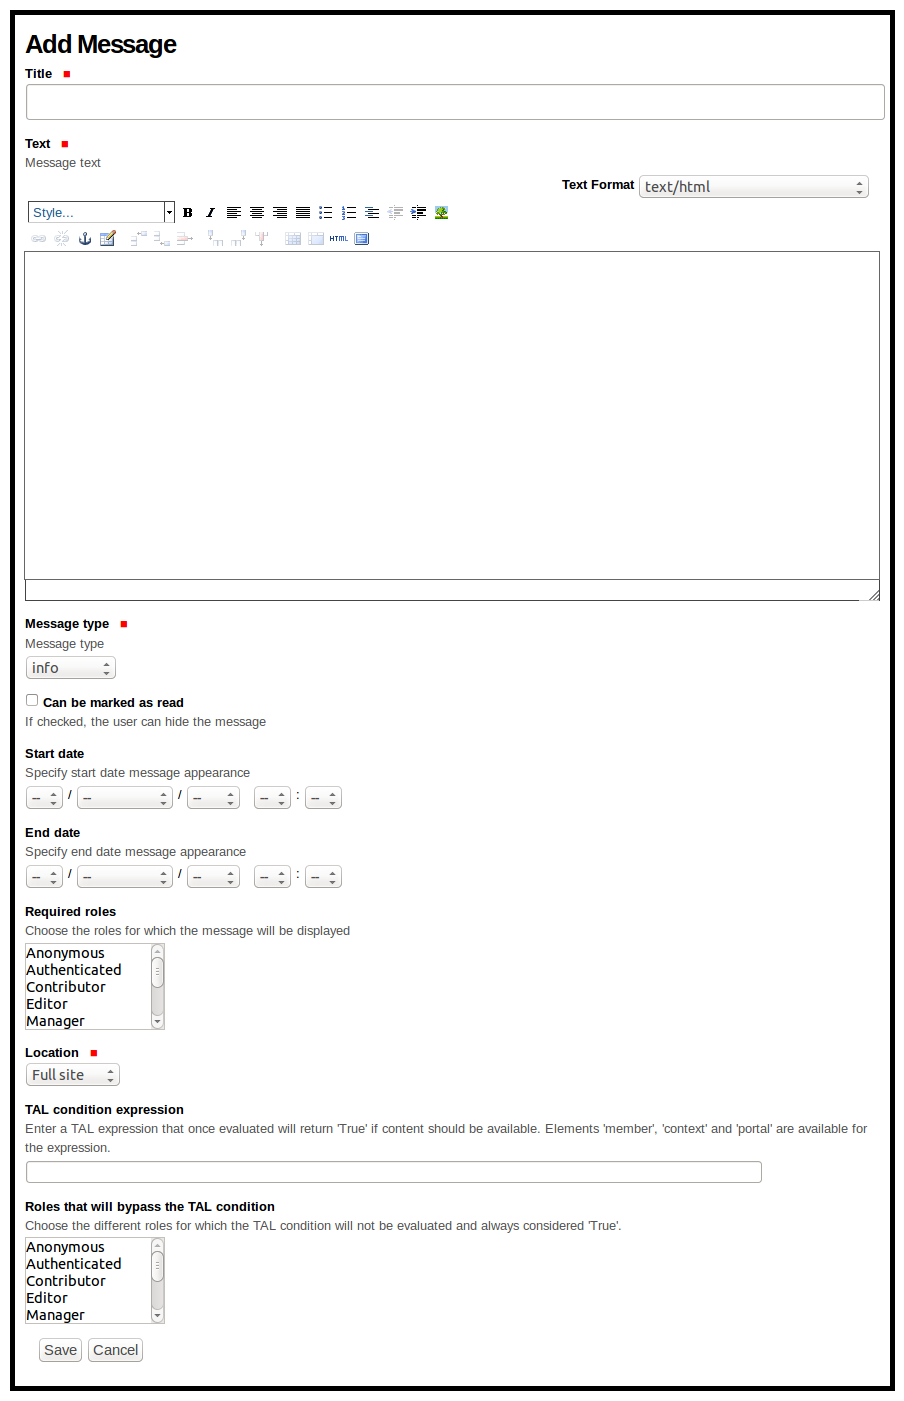 Add Message
Title
Text
Message text
Text Format text/html
Style... B I
HTML
Message type
Message type
info
Can be marked as read
If checked, the user can hide the message
Start date
Specify start date message appearance
-- / -- / -- -- : --
End date
Specify end date message appearance
-- / -- / -- -- : --
Required roles
Choose the roles for which the message will be displayed
Anonymous
Authenticated
Contributor
Editor
Manager
Location
Full site
TAL condition expression
Enter a TAL expression that once evaluated will return 'True' if content should be available. Elements 'member', 'context' and 'portal' are available for
the expression.
Roles that will bypass the TAL condition
Choose the different roles for which the TAL condition will not be evaluated and always considered 'True'.
Anonymous
Authenticated
Contributor
Editor
Manager
Save Cancel